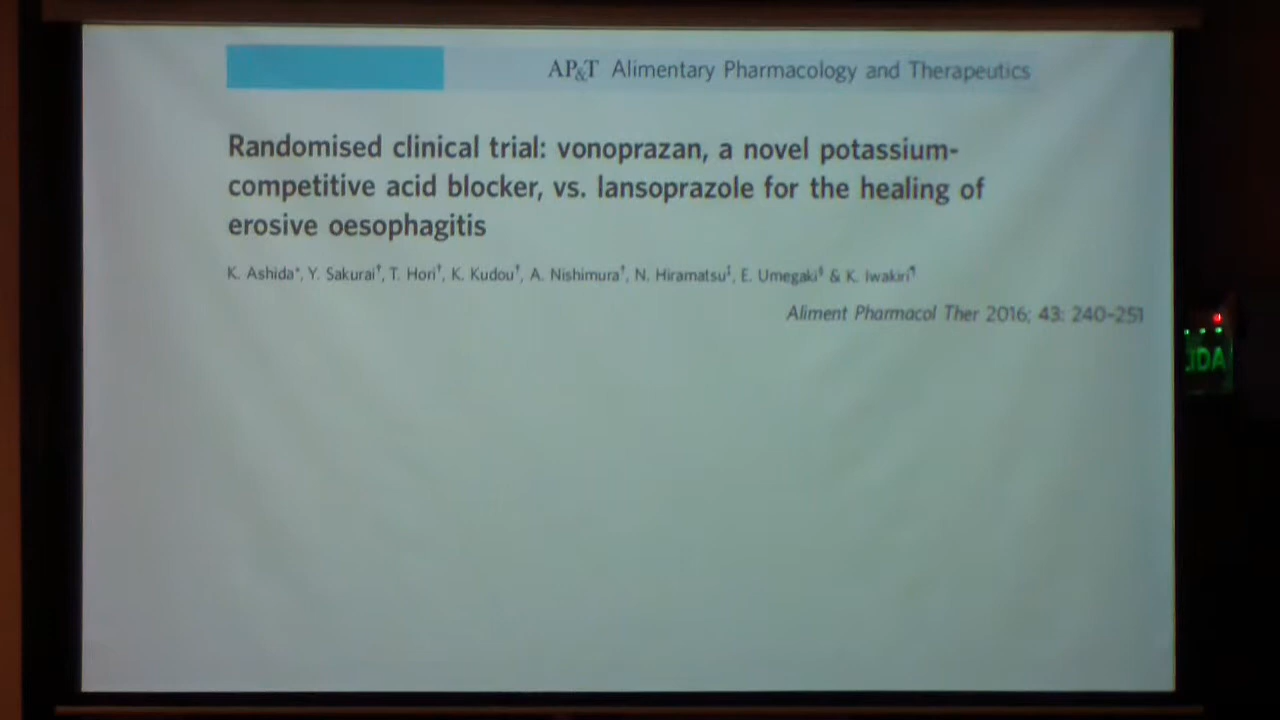 AP&T Alimentary Pharmacology and Therapeutics
Randomised clinical trial: vonoprazan, a novel potassium-
competitive acid blocker, vs. lansoprazole for the healing of
erosive oesophagitis
K. Ashida*, Y. Sakurai†, T. Hori†, K. Kudou†, A. Nishimura†, N. Hiramatsu‡, E. Umegaki§ & K. Iwakiri¶
Aliment Pharmacol Ther 2016; 43: 240–251
IDA